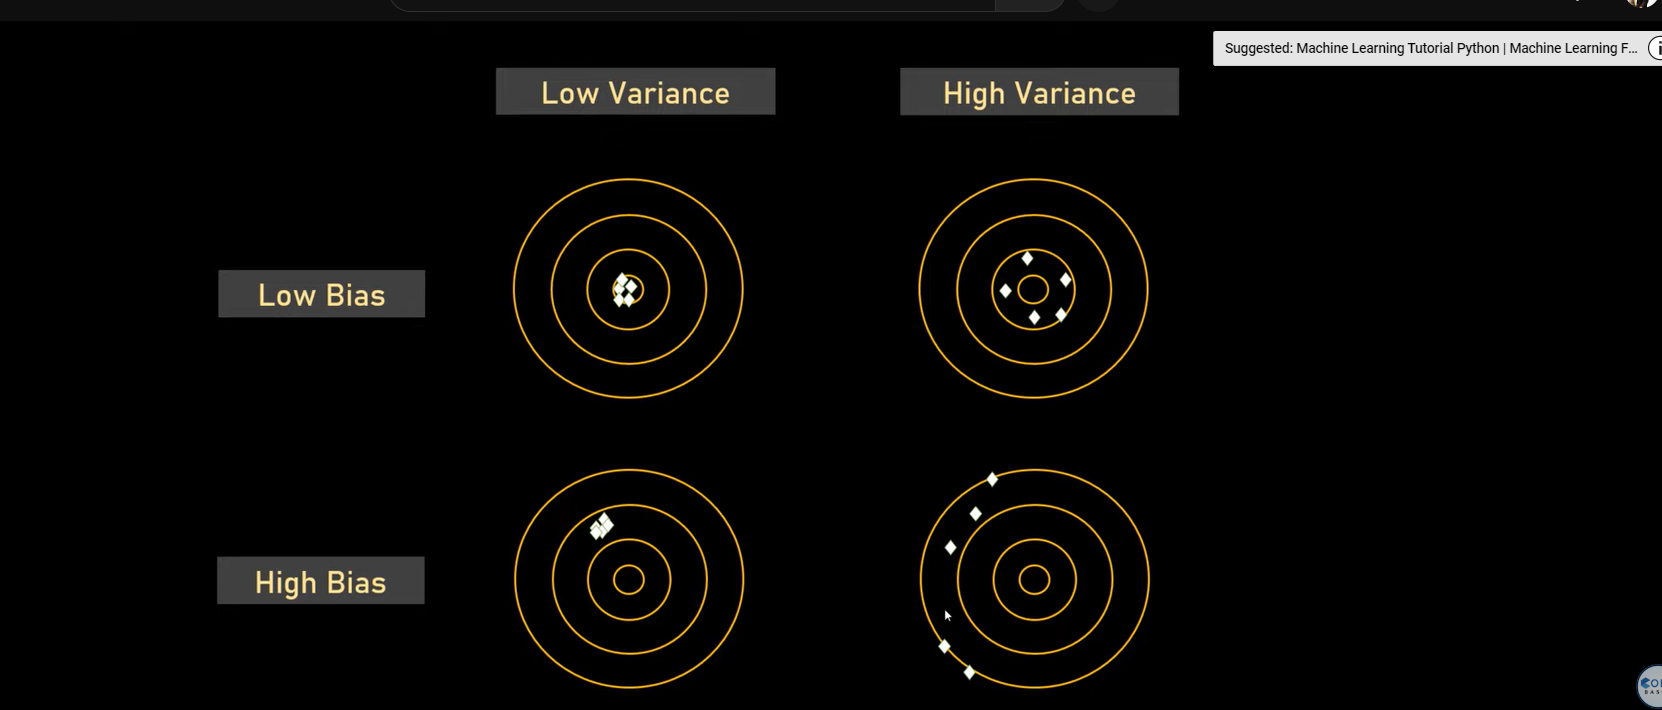 Suggested: Machine Learning Tutorial Python | Machine Learning F...
Low Variance
High Variance
Low Bias
High Bias